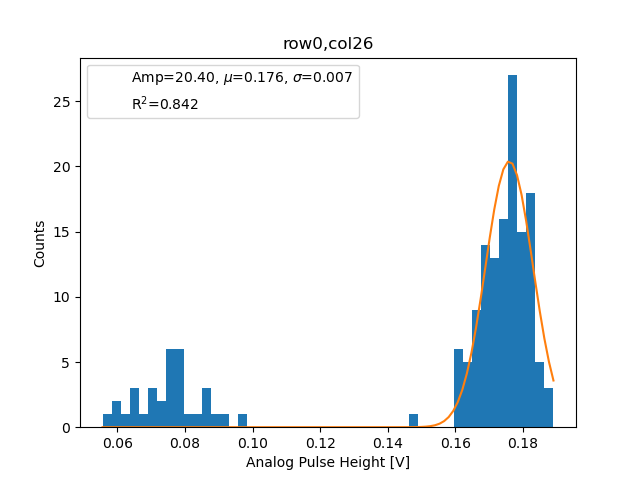 row0,col26
Amp=20.40, μ=0.176, σ=0.007
R²=0.842
Counts
25
20
15
10
5
0
0.06 0.08 0.10 0.12 0.14 0.16 0.18
Analog Pulse Height [V]